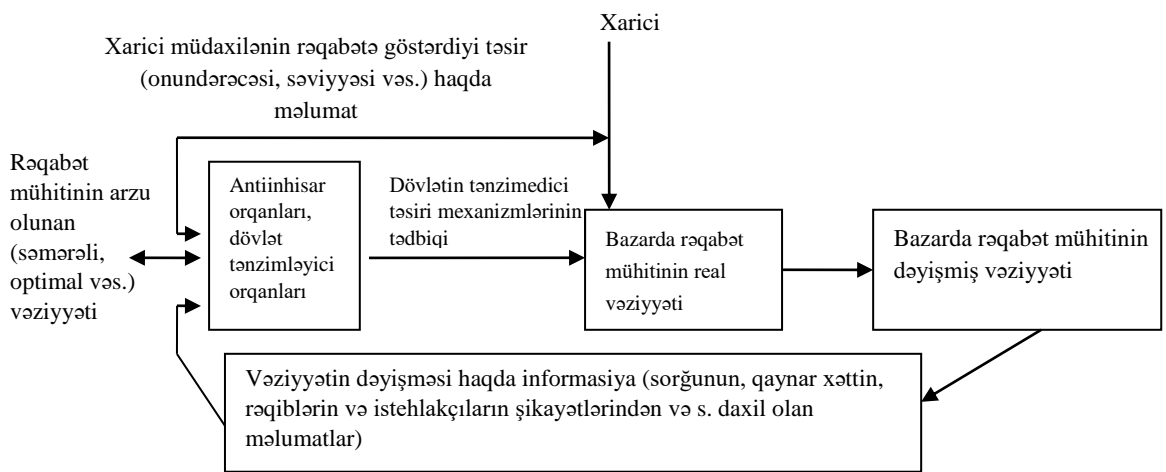 Xarici
Xarici müdaxilənin rəqabətə göstərdiyi təsir
(onundərəcəsi, səviyyəsi vəs.) haqda
məlumat
Rəqabət
mühitinin arzu
olunan
(səmərəli,
optimal vəs.)
vəziyyəti
Antiinhisar
orqanları,
dövlət
tənzimləyici
orqanları
Dövlətin tənzimedici
təsiri mexanizmlərinin
tədbiqi
Bazarda rəqabət
mühitinin real
vəziyyəti
Bazarda rəqabət mühitinin
dəyişmiş vəziyyəti
Vəziyyətin dəyişməsi haqda informasiya (sorğunun, qaynar xəttin,
rəqiblərin və istehlakçıların şikayətlərindən və s. daxil olan
məlumatlar)